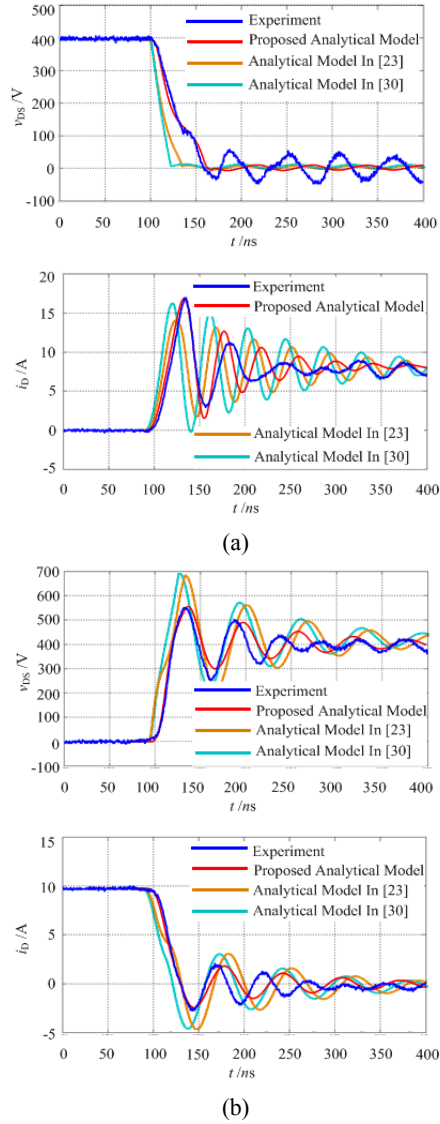 500
400
300
200
100
0
-100
vDS /V
Experiment
Proposed Analytical Model
Analytical Model In [23]
Analytical Model In [30]
0 50 100 150 200 250 300 350 400
t /ns
20
15
10
5
0
-5
iD / A
Experiment
Proposed Analytical Model
Analytical Model In [23]
Analytical Model In [30]
0 50 100 150 200 250 300 350 400
t /ns
(a)
700
600
500
400
300
200
100
0
-100
vDS /V
Experiment
Proposed Analytical Model
Analytical Model In [23]
Analytical Model In [30]
0 50 100 150 200 250 300 350 400
t /ns
15
10
5
0
-5
iD /A
Experiment
Proposed Analytical Model
Analytical Model In [23]
Analytical Model In [30]
0 50 100 150 200 250 300 350 400
t /ns
(b)